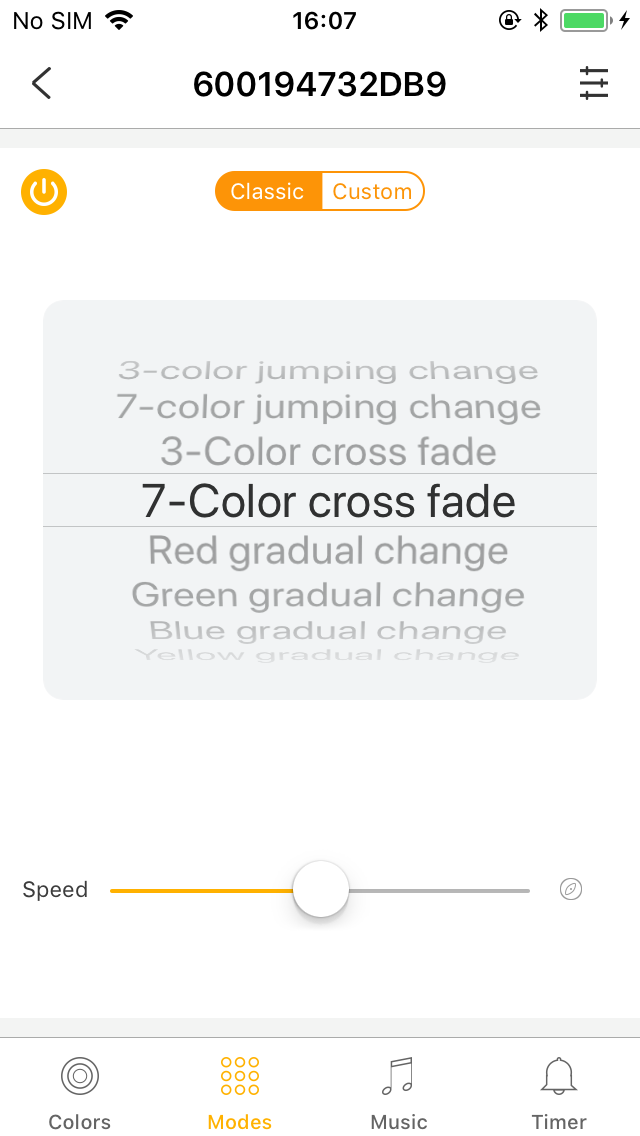 No SIM 16:07
600194732DB9
Classic Custom
3-color jumping change
7-color jumping change
3-Color cross fade
7-Color cross fade
Red gradual change
Green gradual change
Blue gradual change
Yellow gradual change
Speed
Colors Modes Music Timer